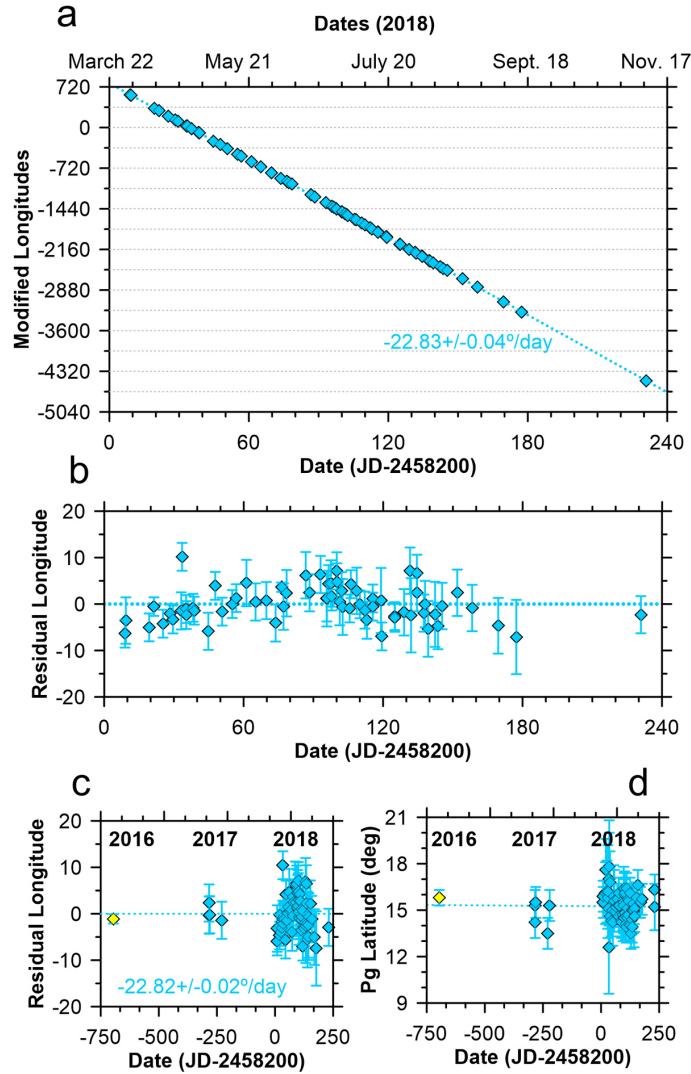 a
Dates (2018)
March 22 May 21 July 20 Sept. 18 Nov. 17
720
0
-720
-1440
-2160
-2880
-3600
-4320
-5040
Modified Longitudes
-22.83+/-0.04º/day
0 60 120 180 240
Date (JD-2458200)
b
20
10
0
-10
-20
Residual Longitude
0 60 120 180 240
Date (JD-2458200)
c
20
10
0
-10
-20
Residual Longitude
2016 2017 2018
-22.82+/-0.02º/day
-750 -500 -250 0 250
Date (JD-2458200)
d
21
18
15
12
9
Pg Latitude (deg)
2016 2017 2018
-750 -500 -250 0 250
Date (JD-2458200)